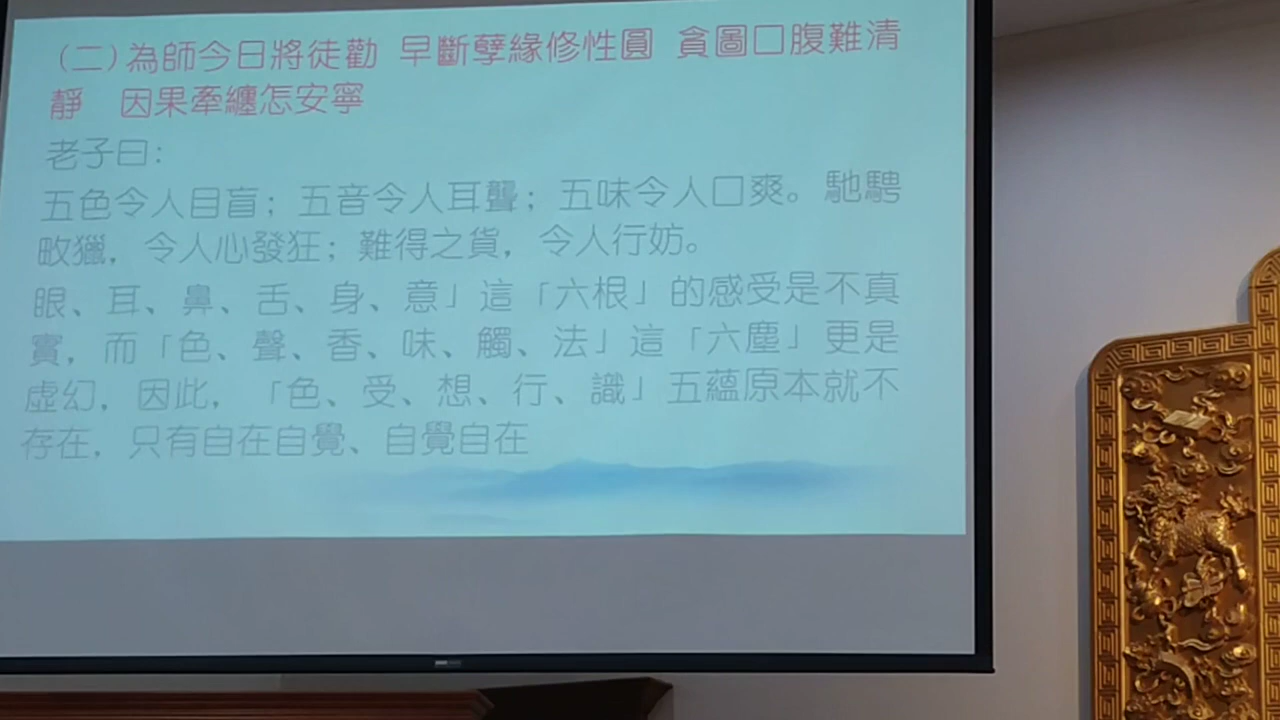 (二)為師今日將徒勸 早斷孽緣修性圓 貪圖口腹難清
靜 因果牽纏怎安寧
老子曰：
五色令人目盲；五音令人耳聾；五味令人口爽。馳騁
畋獵，令人心發狂；難得之貨，令人行妨。
眼、耳、鼻、舌、身、意」這「六根」的感受是不真
實，而「色、聲、香、味、觸、法」這「六塵」更是
虛幻，因此，「色、受、想、行、識」五蘊原本就不
存在，只有自在自覺、自覺自在